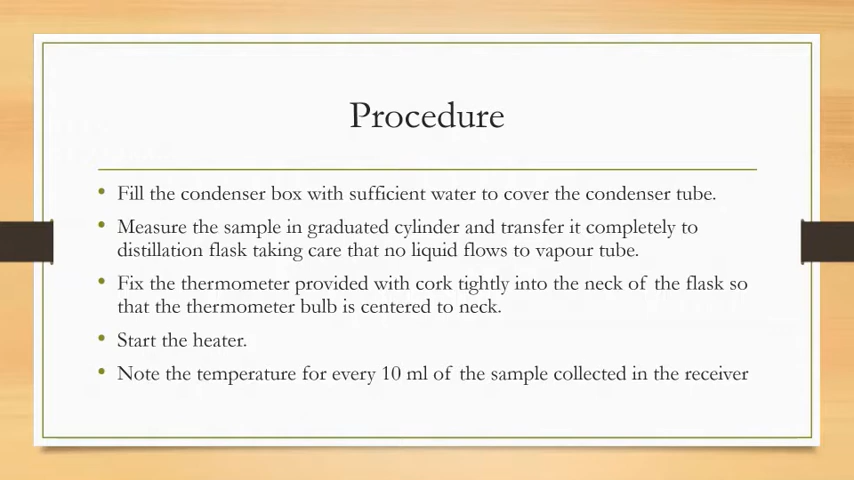 Procedure
• Fill the condenser box with sufficient water to cover the condenser tube.
• Measure the sample in graduated cylinder and transfer it completely to
distillation flask taking care that no liquid flows to vapour tube.
• Fix the thermometer provided with cork tightly into the neck of the flask so
that the thermometer bulb is centered to neck.
• Start the heater.
• Note the temperature for every 10 ml of the sample collected in the receiver